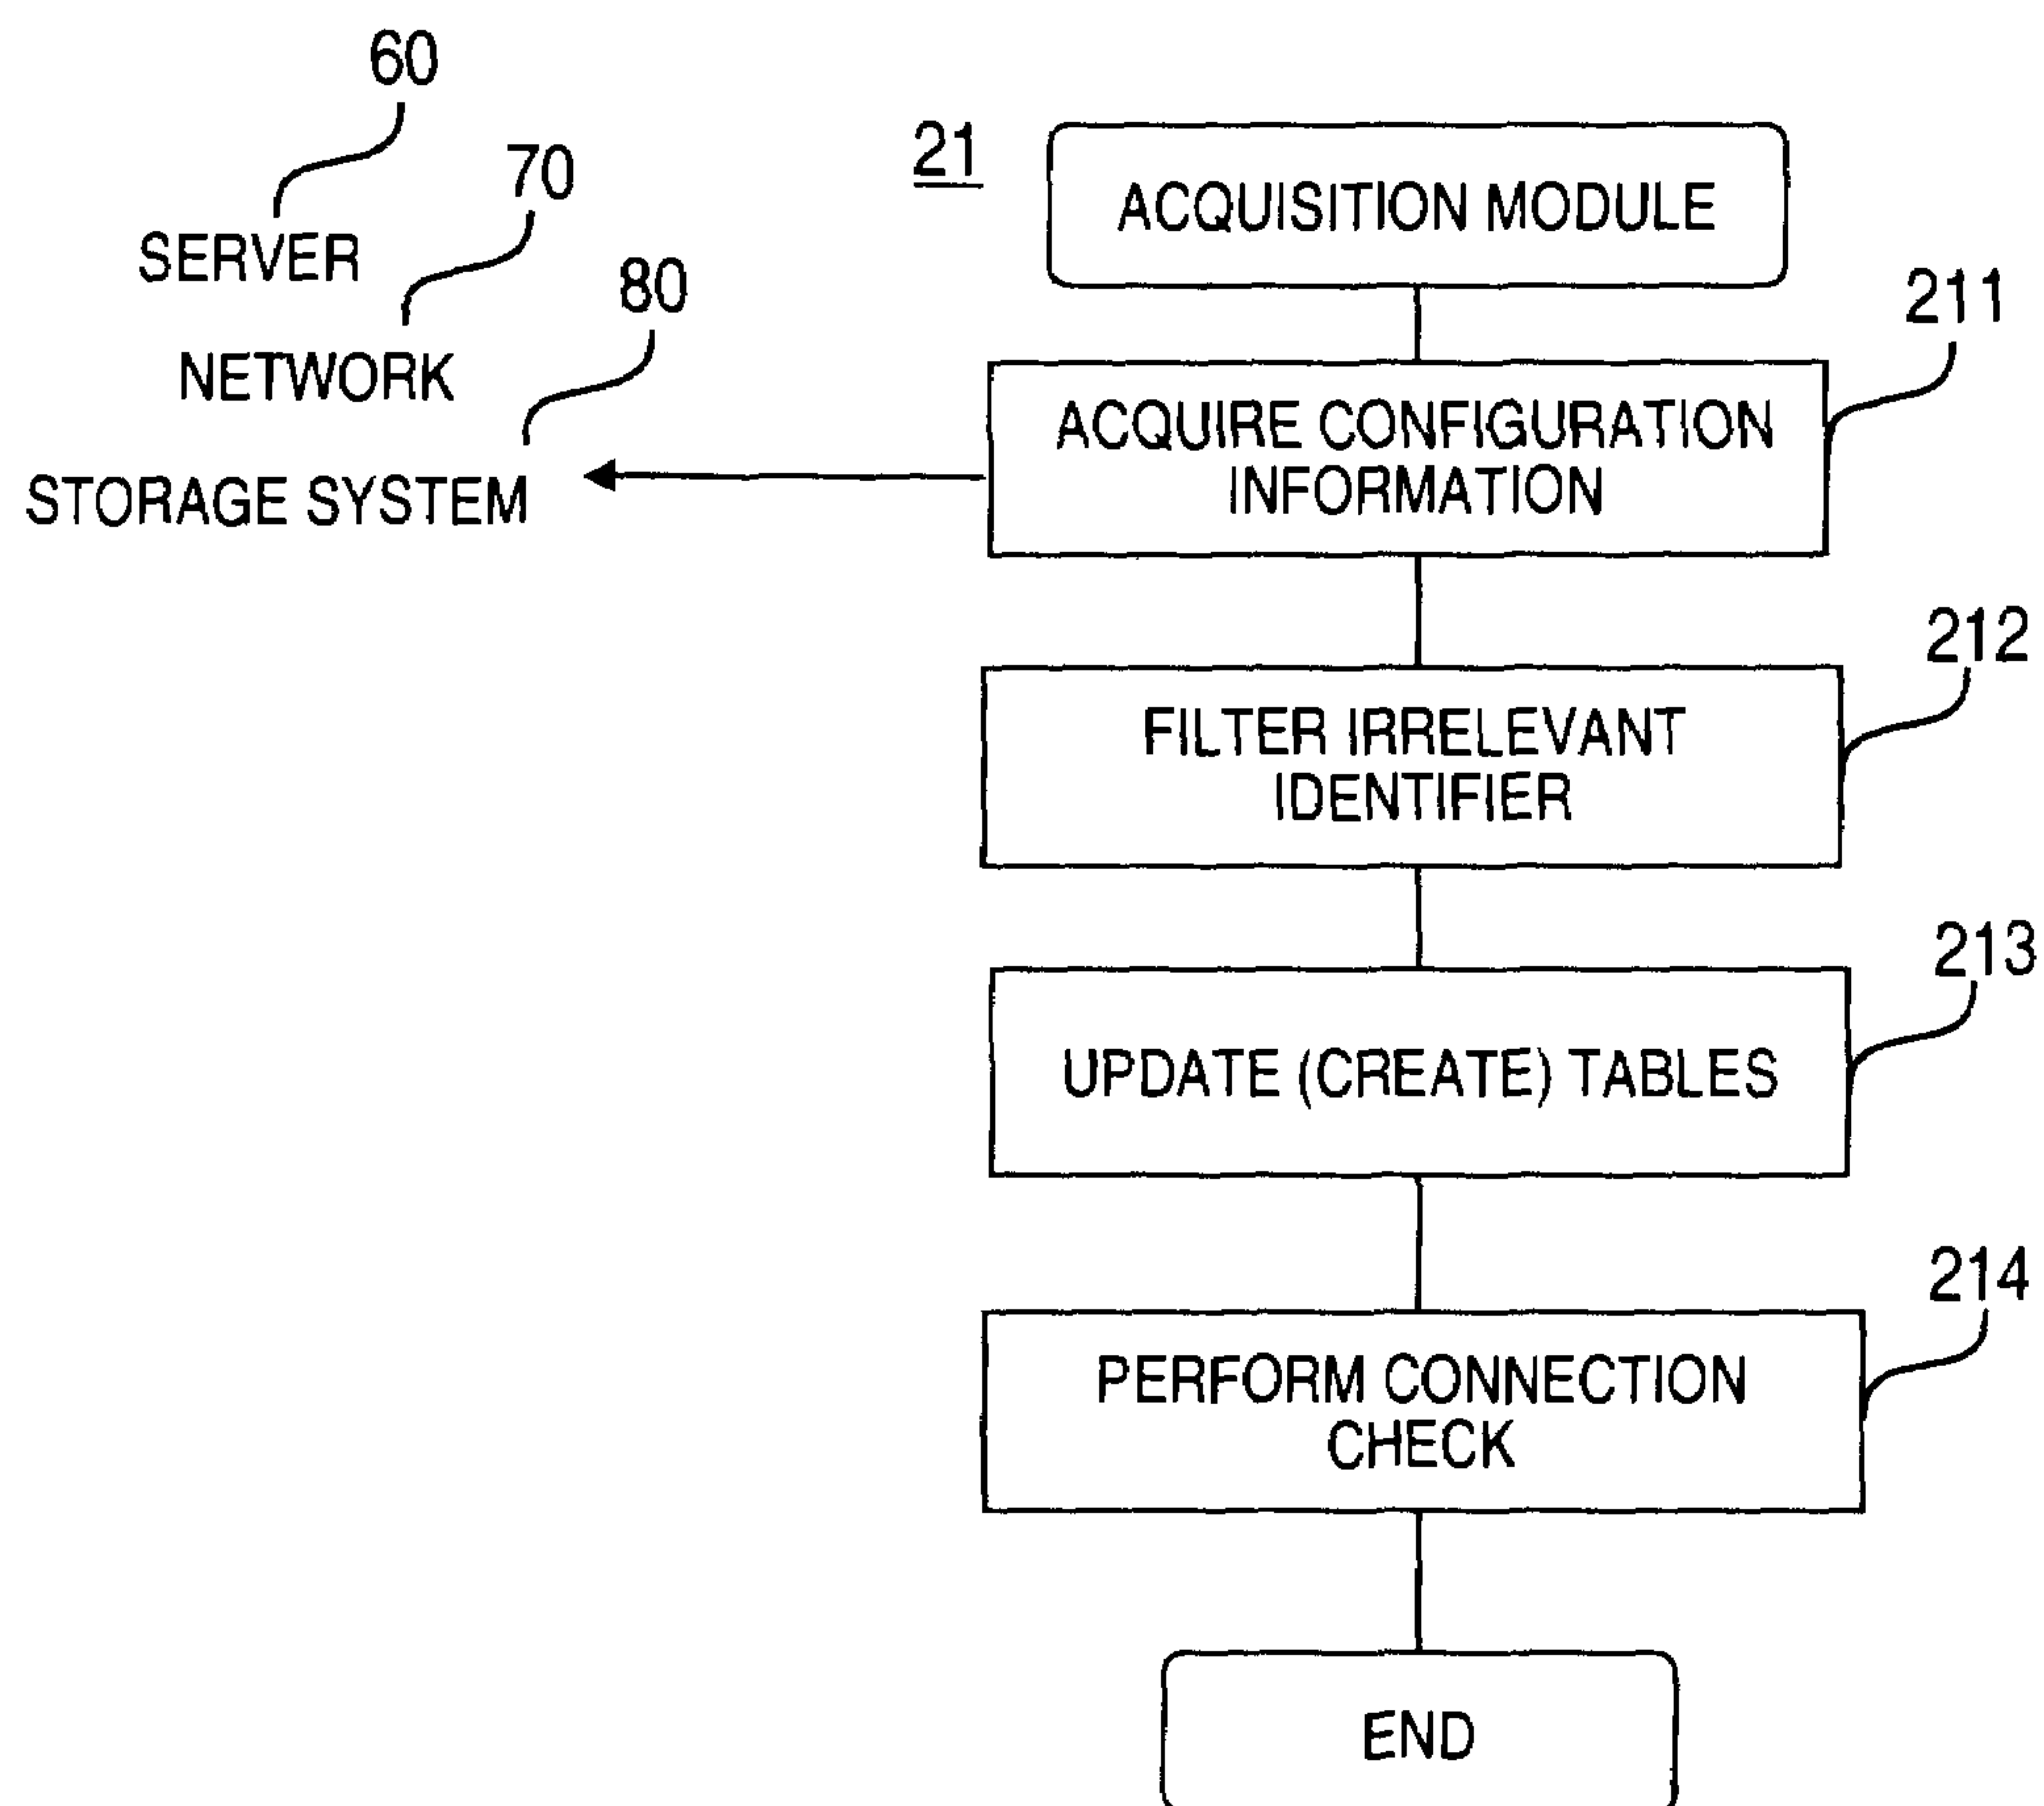 60
70
SERVER
80
NETWORK
STORAGE SYSTEM
21
ACQUISITION MODULE
211
ACQUIRE CONFIGURATION
INFORMATION
212
FILTER IRRELEVANT
IDENTIFIER
213
UPDATE (CREATE) TABLES
214
PERFORM CONNECTION
CHECK
END